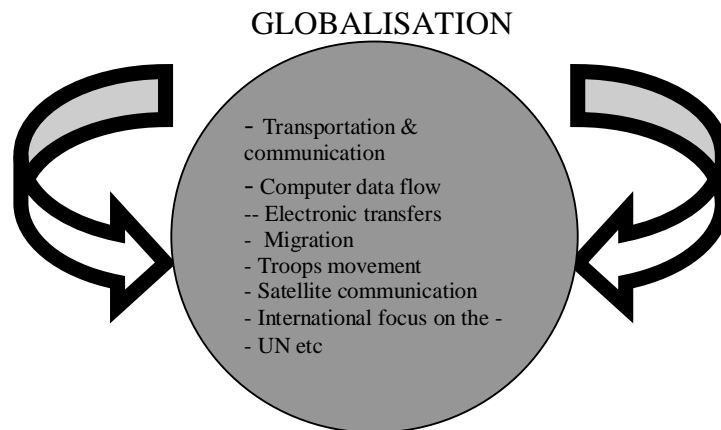 GLOBALISATION
- Transportation &
communication
- Computer data flow
-- Electronic transfers
- Migration
- Troops movement
- Satellite communication
- International focus on the -
- UN etc